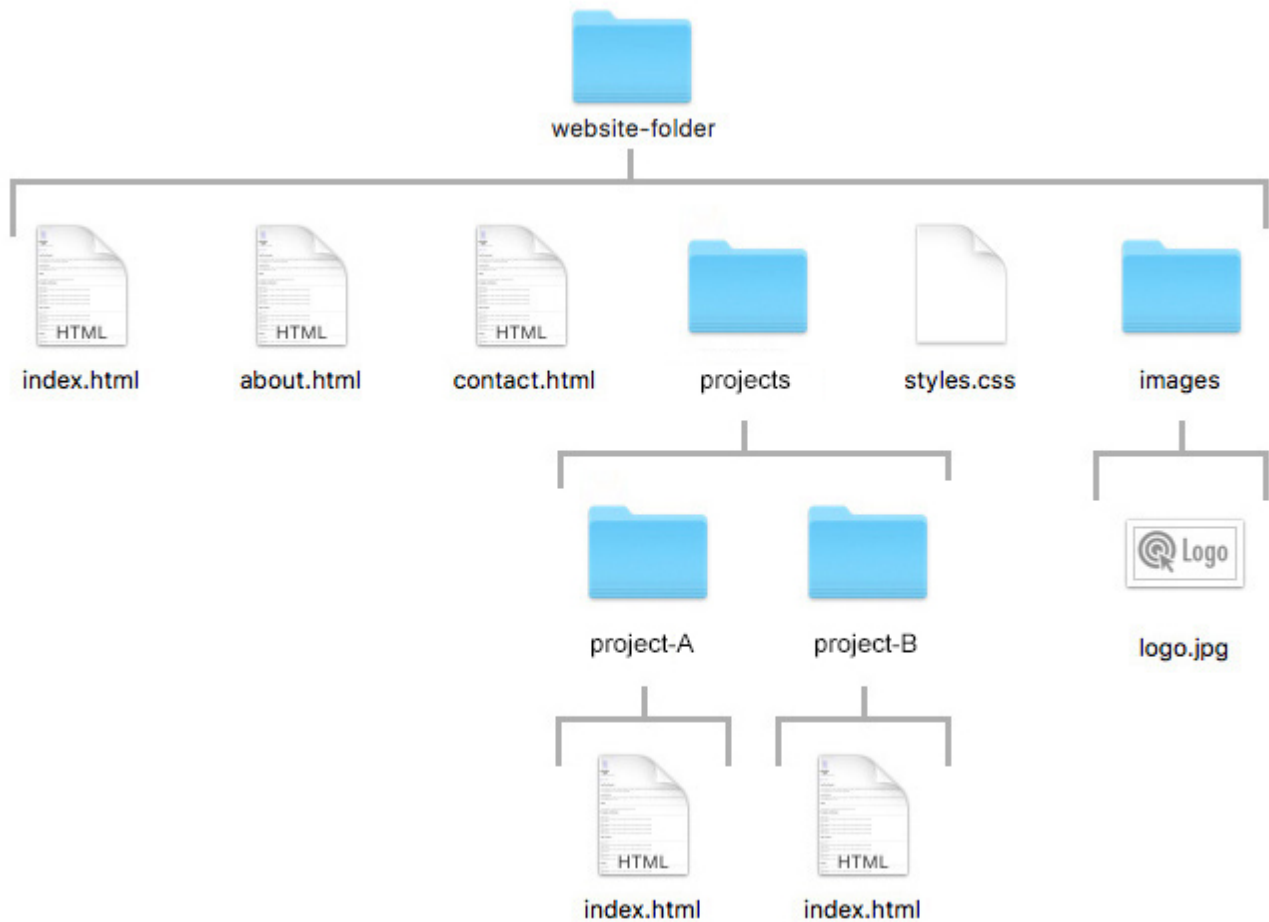 website-folder
HTML HTML HTML
index.html about.html contact.html projects styles.css images
Logo
project-A project-B logo.jpg
HTML HTML
index.html index.html